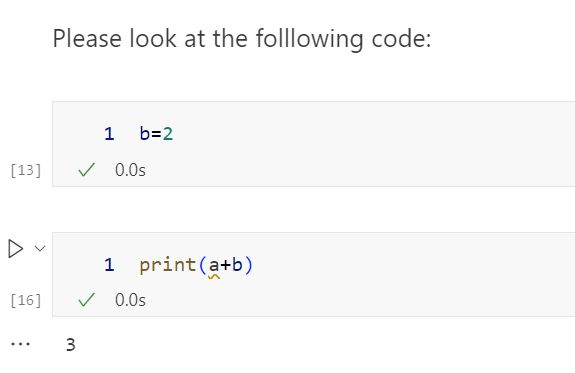 Please look at the folllowing code:
1 b=2
[13] ✓ 0.0s
1 print(a+b)
[16] ✓ 0.0s
... 3